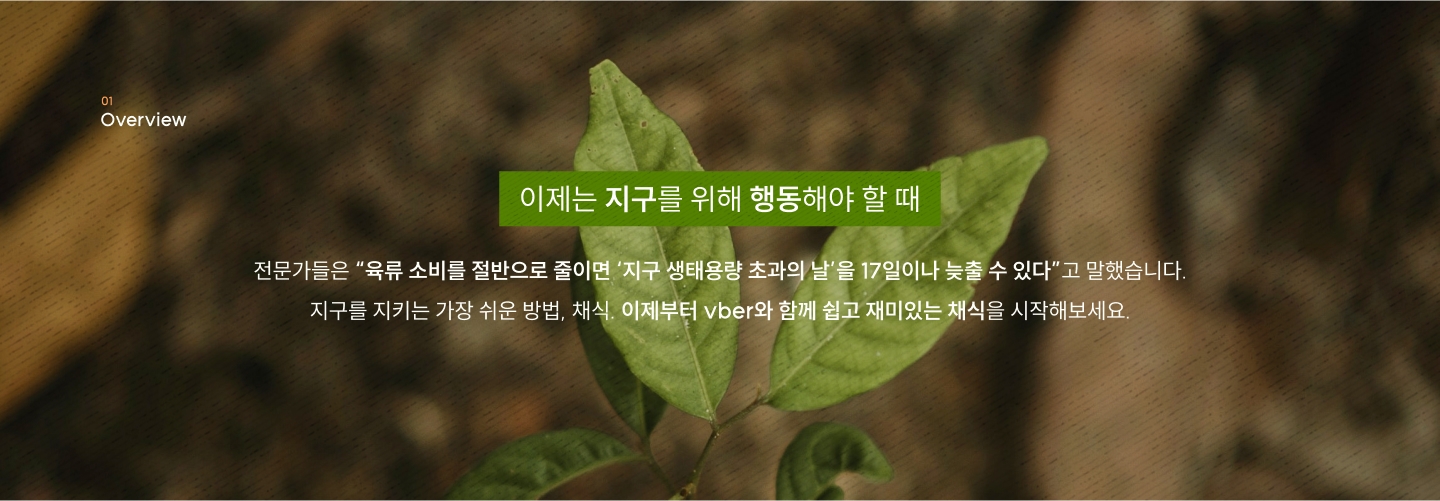 01
Overview
이제는 지구를 위해 행동해야 할 때
전문가들은 “육류 소비를 절반으로 줄이면 ‘지구 생태용량 초과의 날’을 17일이나 늦출 수 있다”고 말했습니다.
지구를 지키는 가장 쉬운 방법, 채식. 이제부터 vber와 함께 쉽고 재미있는 채식을 시작해보세요.